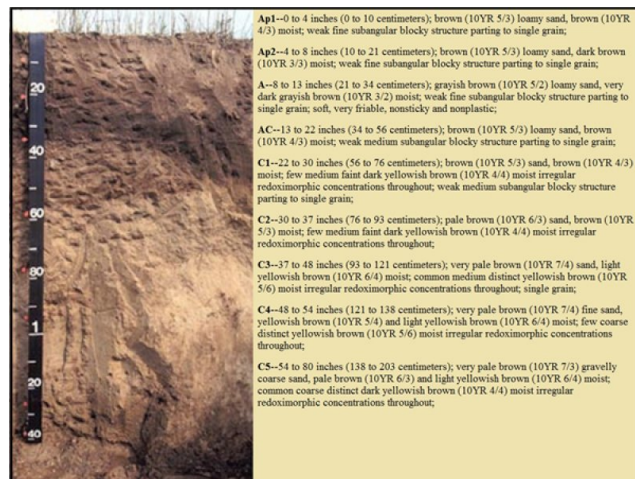 20
40
60
80
1
20
40
Ap1--0 to 4 inches (0 to 10 centimeters); brown (10YR 5/3) loamy sand, brown (10YR
4/3) moist; weak fine subangular blocky structure parting to single grain;
Ap2--4 to 8 inches (10 to 21 centimeters); brown (10YR 5/3) loamy sand, dark brown
(10YR 3/3) moist; weak fine subangular blocky structure parting to single grain;
A--8 to 13 inches (21 to 34 centimeters); grayish brown (10YR 5/2) loamy sand, very
dark grayish brown (10YR 3/2) moist; weak fine subangular blocky structure parting to
single grain; soft, very friable, nonsticky and nonplastic;
AC--13 to 22 inches (34 to 56 centimeters); brown (10YR 5/3) loamy sand, brown
(10YR 4/3) moist; weak medium subangular blocky structure parting to single grain;
C1--22 to 30 inches (56 to 76 centimeters); brown (10YR 5/3) sand, brown (10YR 4/3)
moist; few medium faint dark yellowish brown (10YR 4/4) moist irregular
redoximorphic concentrations throughout; weak medium subangular blocky structure
parting to single grain;
C2--30 to 37 inches (76 to 93 centimeters); pale brown (10YR 6/3) sand, brown (10YR
5/3) moist; few medium faint dark yellowish brown (10YR 4/4) moist irregular
redoximorphic concentrations throughout;
C3--37 to 48 inches (93 to 121 centimeters); very pale brown (10YR 7/4) sand, light
yellowish brown (10YR 6/4) moist; common medium distinct yellowish brown (10YR
5/6) moist irregular redoximorphic concentrations throughout; single grain;
C4--48 to 54 inches (121 to 138 centimeters); very pale brown (10YR 7/4) fine sand,
yellowish brown (10YR 5/4) and light yellowish brown (10YR 6/4) moist; few coarse
distinct yellowish brown (10YR 5/6) moist irregular redoximorphic concentrations
throughout;
C5--54 to 80 inches (138 to 203 centimeters); very pale brown (10YR 7/3) gravelly
coarse sand, pale brown (10YR 6/3) and light yellowish brown (10YR 6/4) moist;
common coarse distinct dark yellowish brown (10YR 4/4) moist irregular
redoximorphic concentrations throughout;